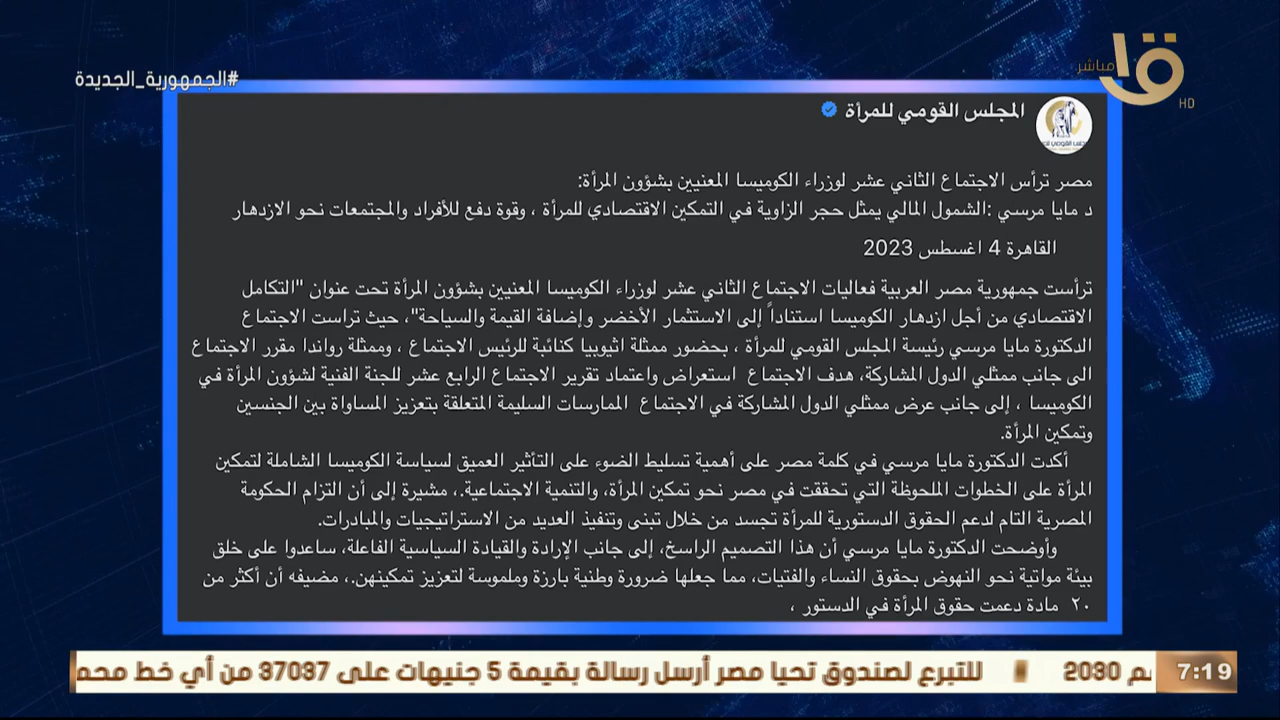 #الجمهورية_الجديدة
مباشر
HD
المجلس القومي للمرأة
مصر ترأس الاجتماع الثاني عشر لوزراء الكوميسا المعنيين بشؤون المرأة:
د مايا مرسي :الشمول المالي يمثل حجر الزاوية في التمكين الاقتصادي للمرأة ، وقوة دفع للأفراد والمجتمعات نحو الازدهار
القاهرة 4 اغسطس 2023
ترأست جمهورية مصر العربية فعاليات الاجتماع الثاني عشر لوزراء الكوميسا المعنيين بشؤون المرأة تحت عنوان "التكامل
الاقتصادي من أجل ازدهار الكوميسا استناداً إلى الاستثمار الأخضر وإضافة القيمة والسياحة"، حيث تراست الاجتماع
الدكتورة مايا مرسي رئيسة المجلس القومي للمرأة ، بحضور ممثلة اثيوبيا كنائبة للرئيس الاجتماع ، وممثلة رواندا مقرر الاجتماع
الى جانب ممثلي الدول المشاركة، هدف الاجتماع استعراض واعتماد تقرير الاجتماع الرابع عشر للجنة الفنية لشؤون المرأة في
الكوميسا ، إلى جانب عرض ممثلي الدول المشاركة في الاجتماع الممارسات السليمة المتعلقة بتعزيز المساواة بين الجنسين
وتمكين المرأة.
أكدت الدكتورة مايا مرسي في كلمة مصر على أهمية تسليط الضوء على التأثير العميق لسياسة الكوميسا الشاملة لتمكين
المرأة على الخطوات الملحوظة التي تحققت في مصر نحو تمكين المرأة، والتنمية الاجتماعية.، مشيرة إلى أن التزام الحكومة
المصرية التام لدعم الحقوق الدستورية للمرأة تجسد من خلال تبنى وتنفيذ العديد من الاستراتيجيات والمبادرات.
وأوضحت الدكتورة مايا مرسي أن هذا التصميم الراسخ، إلى جانب الإرادة والقيادة السياسية الفاعلة، ساعدوا على خلق
بيئة مواتية نحو النهوض بحقوق النساء والفتيات، مما جعلها ضرورة وطنية بارزة وملموسة لتعزيز تمكينهن.، مضيفه أن أكثر من
٢٠ مادة دعمت حقوق المرأة في الدستور ،
7:19
2030 للتبرع لصندوق تحيا مصر أرسل رسالة بقيمة 5 جنيهات على 37037 من أي خط